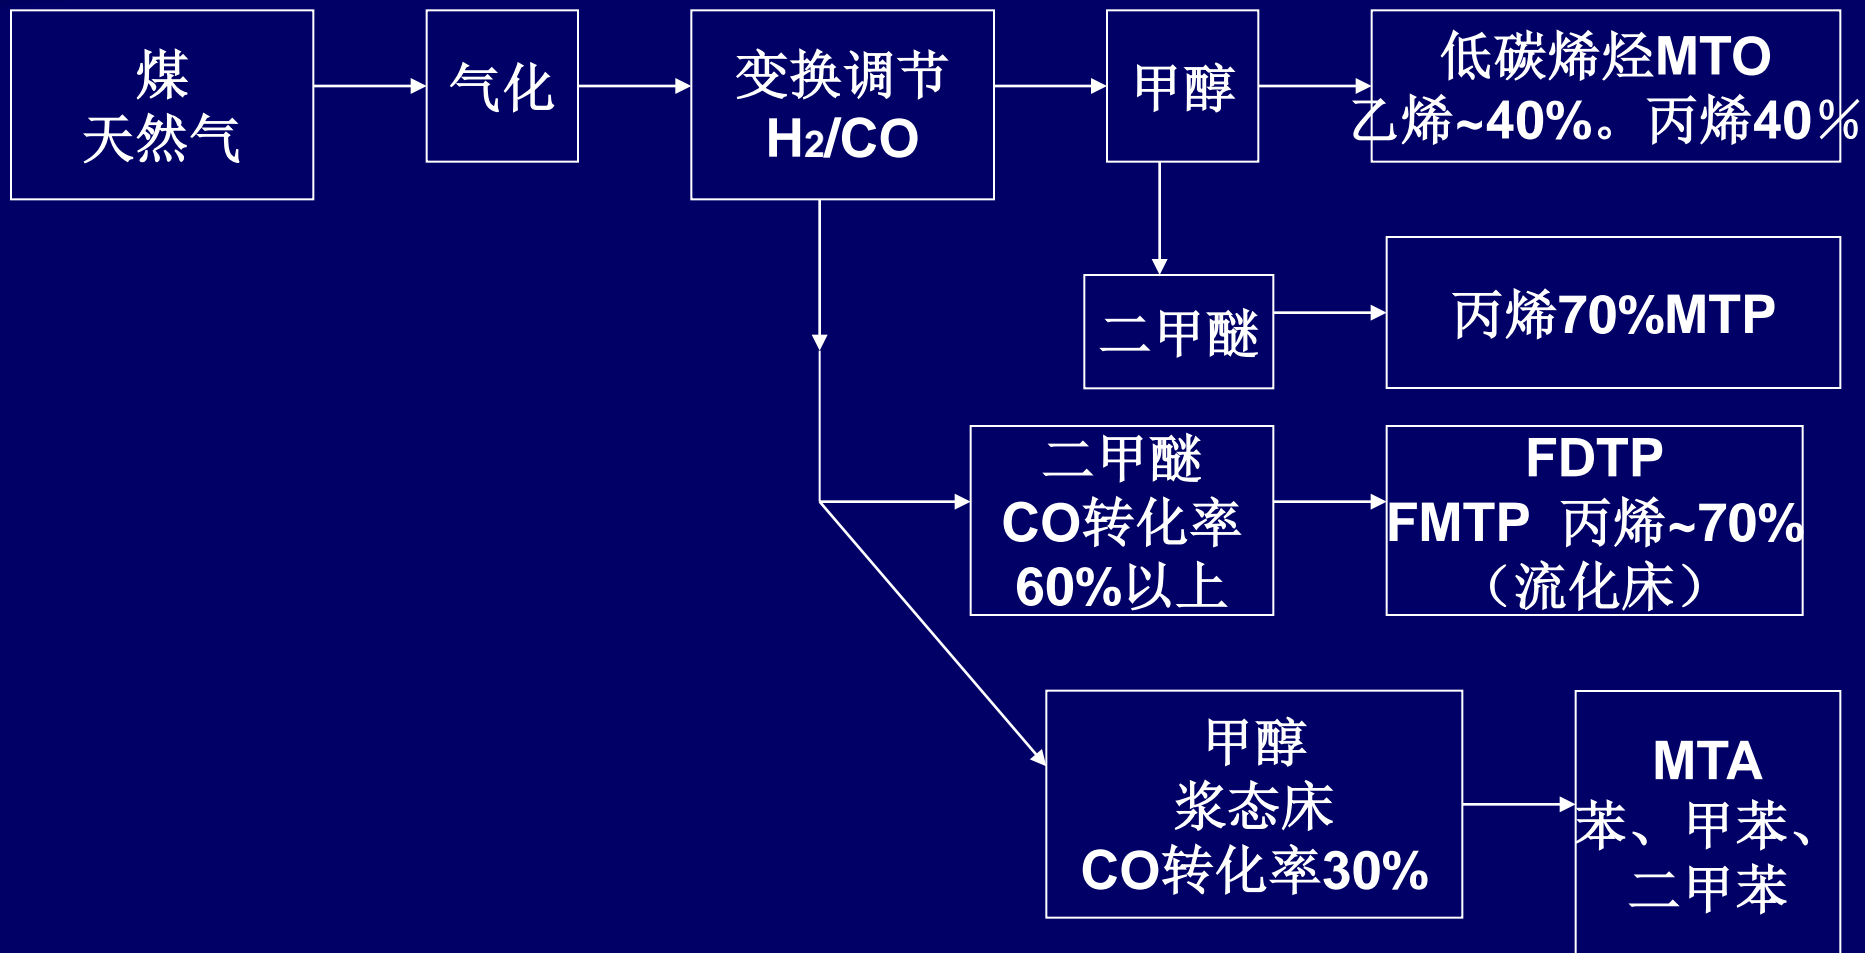 煤
天然气
气化
变换调节
H2/CO
甲醇
低碳烯烃MTO
乙烯~40%。丙烯40％
二甲醚
丙烯70%MTP
二甲醚
CO转化率
60%以上
FDTP
FMTP 丙烯~70%
（流化床）
甲醇
浆态床
CO转化率30%
MTA
苯、甲苯、
二甲苯